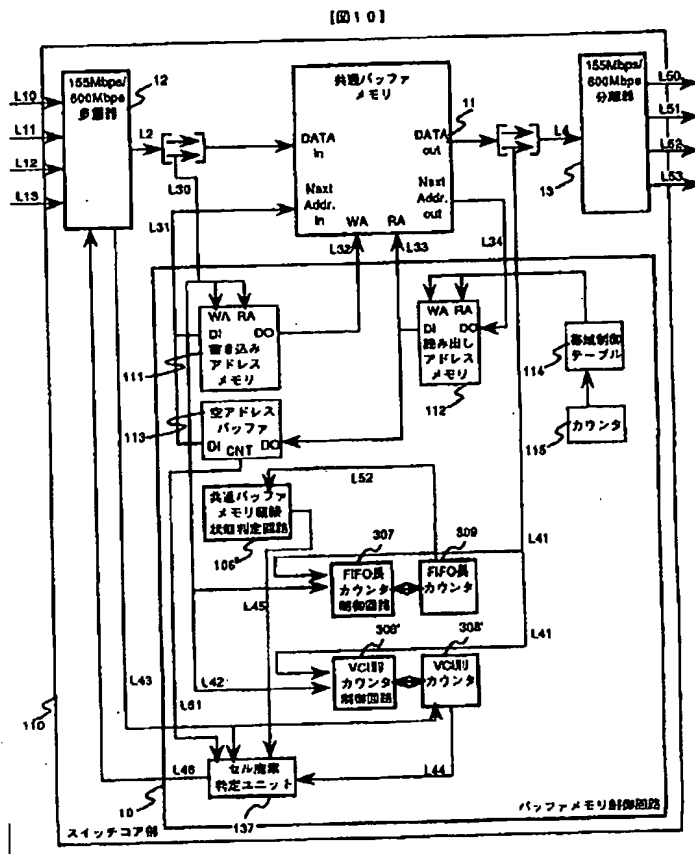 [図10]
155Mbps/
600Mbps
多重器
12
共通バッファ
メモリ
155Mbps/
600Mbps
分離器
L10
L11
L12
L13
L2
L30
DATA
in
DATA
out
11
L4
13
L50
L51
L52
L53
Next
Addr.
in
WA
RA
Next
Addr.
out
L31
L32
L33
L34
WA RA
DI
DO
書き込み
アドレス
メモリ
111
WA RA
DI
DO
読み出し
アドレス
メモリ
112
帯域制御
テーブル
114
カウンタ
115
空アドレス
バッファ
DI
CNT
DO
113
共通バッファ
メモリ
状態判定回路
106'
L52
L41
307
FIFO長
カウンタ
制御回路
309
FIFO長
カウンタ
L45
308'
VCI別
カウンタ
制御回路
308'
VCI別
カウンタ
L41
L43
L42
L51
L44
L46
セル廃棄
判定ユニット
137
110
10
スイッチコア部
バッファメモリ制御回路